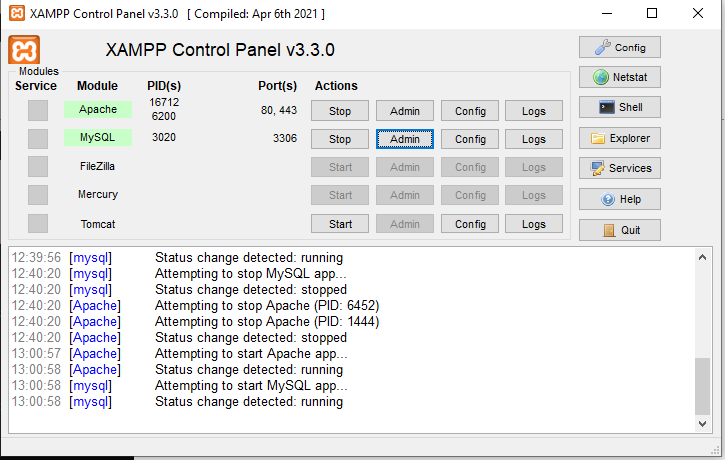 XAMPP Control Panel v3.3.0 [ Compiled: Apr 6th 2021 ]
XAMPP Control Panel v3.3.0
Config
Modules
Service Module PID(s) Port(s) Actions
Netstat
Apache 16712 6200 80, 443 Stop Admin Config Logs
Shell
MySQL 3020 3306 Stop Admin Config Logs
Explorer
FileZilla Start Admin Config Logs
Services
Mercury Start Admin Config Logs
Help
Tomcat Start Admin Config Logs
Quit
12:39:56 [mysql] Status change detected: running
12:40:20 [mysql] Attempting to stop MySQL app...
12:40:20 [mysql] Status change detected: stopped
12:40:20 [Apache] Attempting to stop Apache (PID: 6452)
12:40:20 [Apache] Attempting to stop Apache (PID: 1444)
12:40:20 [Apache] Status change detected: stopped
13:00:57 [Apache] Attempting to start Apache app...
13:00:58 [Apache] Status change detected: running
13:00:58 [mysql] Attempting to start MySQL app...
13:00:58 [mysql] Status change detected: running